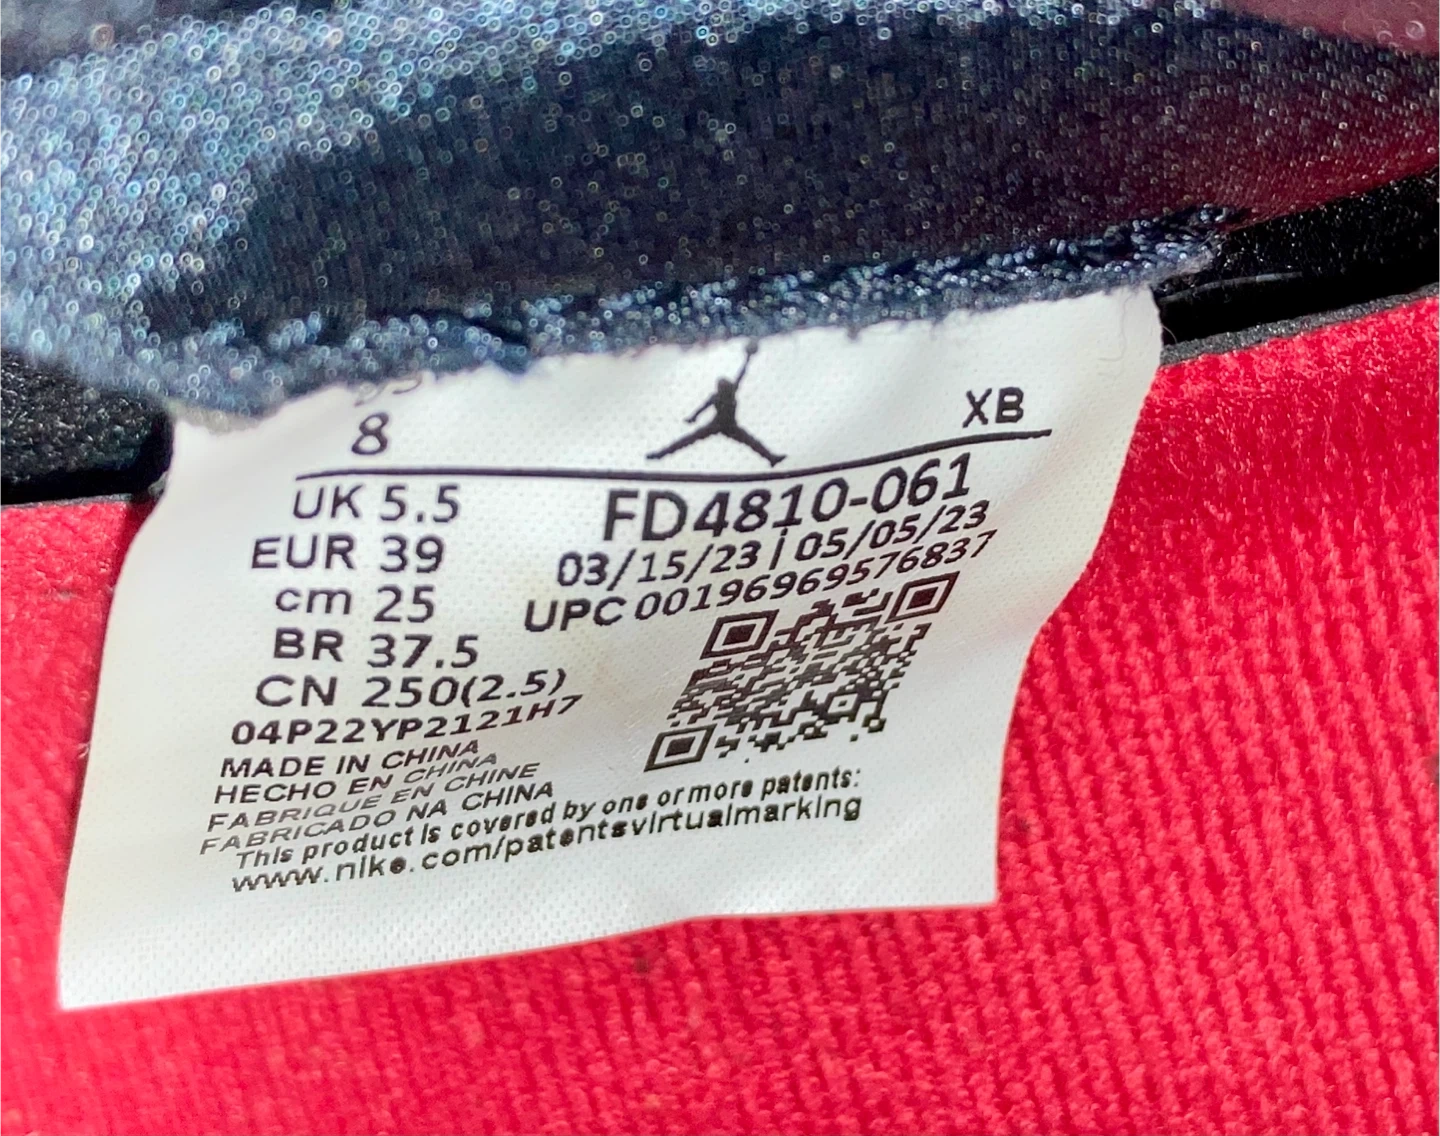 8
XB
UK 5.5
EUR 39
cm 25
BR 37.5
CN 250(2.5)
FD4810-061
03/15/23 | 05/05/23
UPC 00196969576837
04P22YP2121H7
MADE IN CHINA
HECHO EN CHINA
FABRIQUE EN CHINE
FABRICADO NA CHINA
This product is covered by one or more patents:
www.nike.com/patentsvirtualmarking